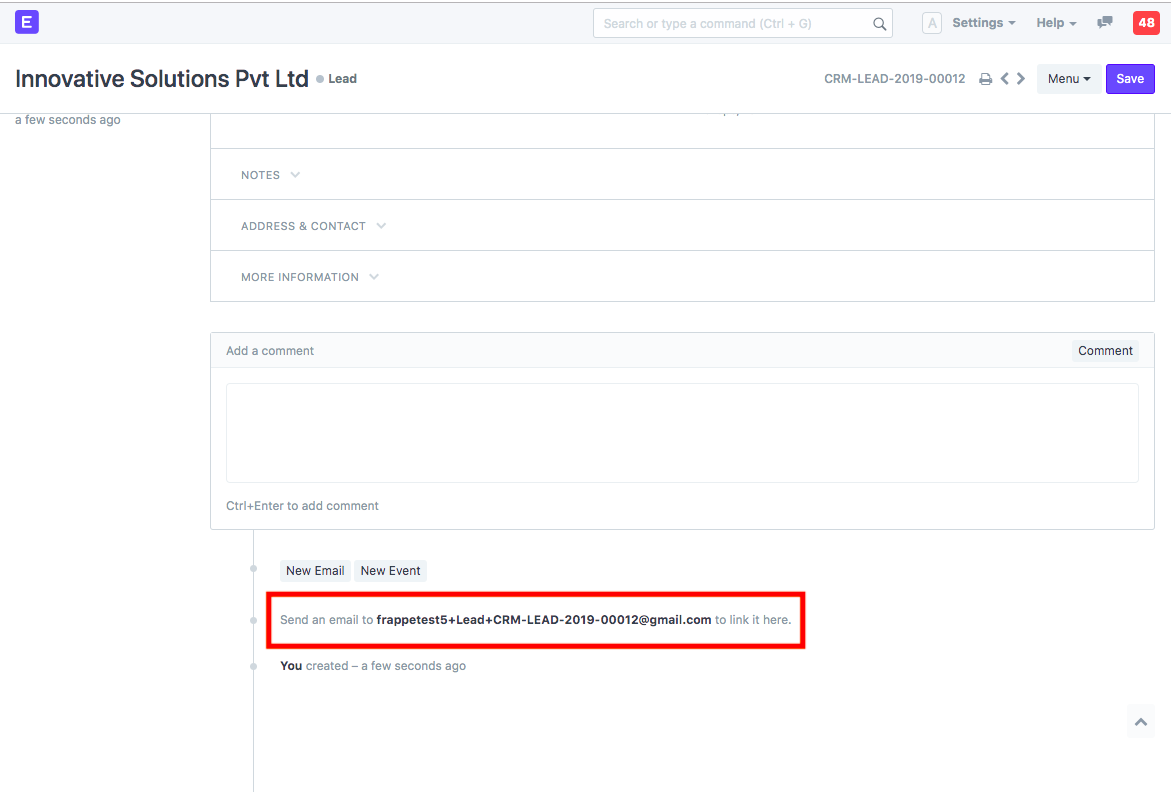 E
Search or type a command (Ctrl + G)
A
Settings
Help
48
Innovative Solutions Pvt Ltd
Lead
CRM-LEAD-2019-00012
Menu
Save
a few seconds ago
NOTES
ADDRESS & CONTACT
MORE INFORMATION
Add a comment
Comment
Ctrl+Enter to add comment
New Email
New Event
Send an email to frappetest5+Lead+CRM-LEAD-2019-00012@gmail.com to link it here.
You created – a few seconds ago